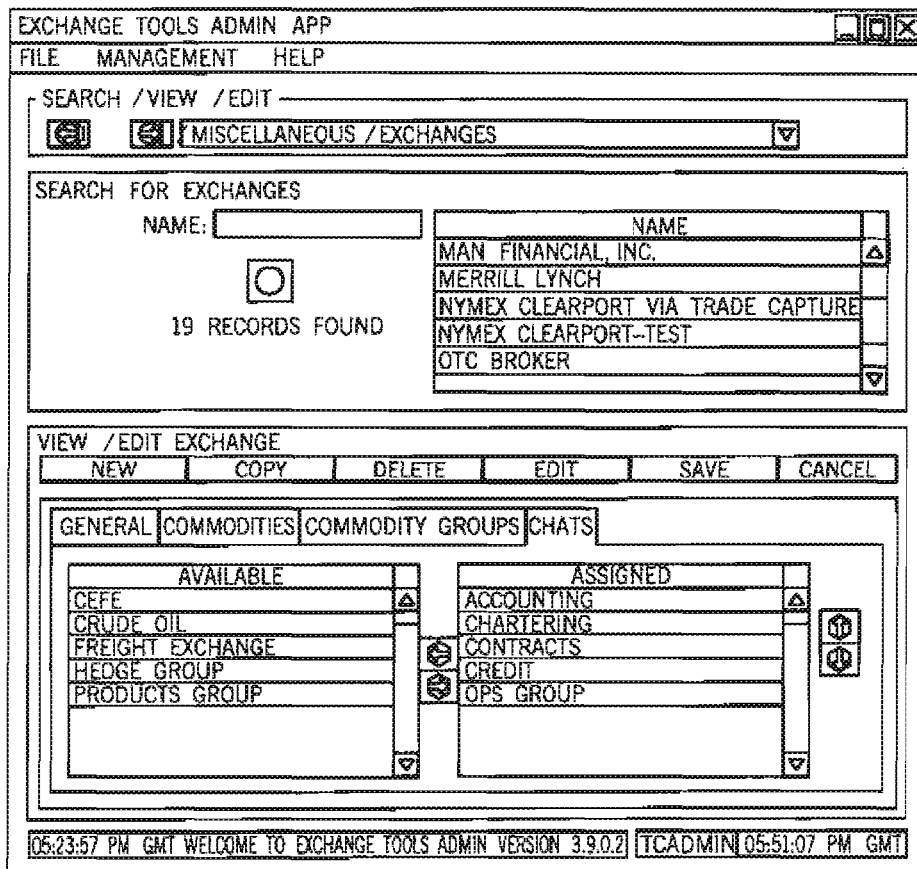 EXCHANGE TOOLS ADMIN APP
FILE MANAGEMENT HELP
SEARCH /VIEW /EDIT
MISCELLANEOUS /EXCHANGES
SEARCH FOR EXCHANGES
NAME:
19 RECORDS FOUND
NAME
MAN FINANCIAL, INC.
MERRILL LYNCH
NYMEX CLEARPORT VIA TRADE CAPTURE
NYMEX CLEARPORT--TEST
OTC BROKER
VIEW /EDIT EXCHANGE
NEW COPY DELETE EDIT SAVE CANCEL
GENERAL COMMODITIES COMMODITY GROUPS CHATS
AVAILABLE
CEFE
CRUDE OIL
FREIGHT EXCHANGE
HEDGE GROUP
PRODUCTS GROUP
ASSIGNED
ACCOUNTING
CHARTERING
CONTRACTS
CREDIT
OPS GROUP
05:23:57 PM GMT WELCOME TO EXCHANGE TOOLS ADMIN VERSION 3.9.0.2 TCADMIN 05:51:07 PM GMT